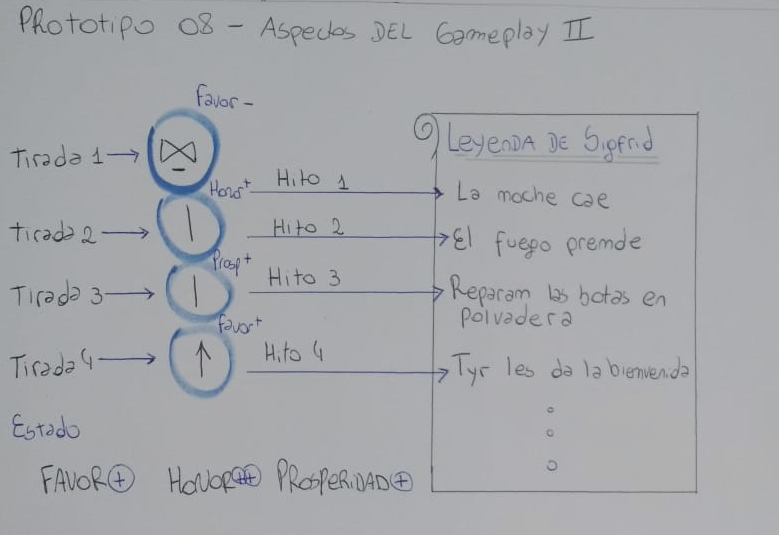 Prototipo 08 - Aspectos DEL Gameplay II
Favor -
Tirada 1
Honor+
Hito 1
Tirada 2
Hito 2
Prosp+
Tirada 3
Hito 3
Favor+
Tirada 4
Hito 4
Leyenda de Sigfrid
La noche cae
El fuego prende
Reparan las botas en
polvadera
Tyr les da la bienvenida
Estado
FAVOR + HONOR ++ PROSPERIDAD +